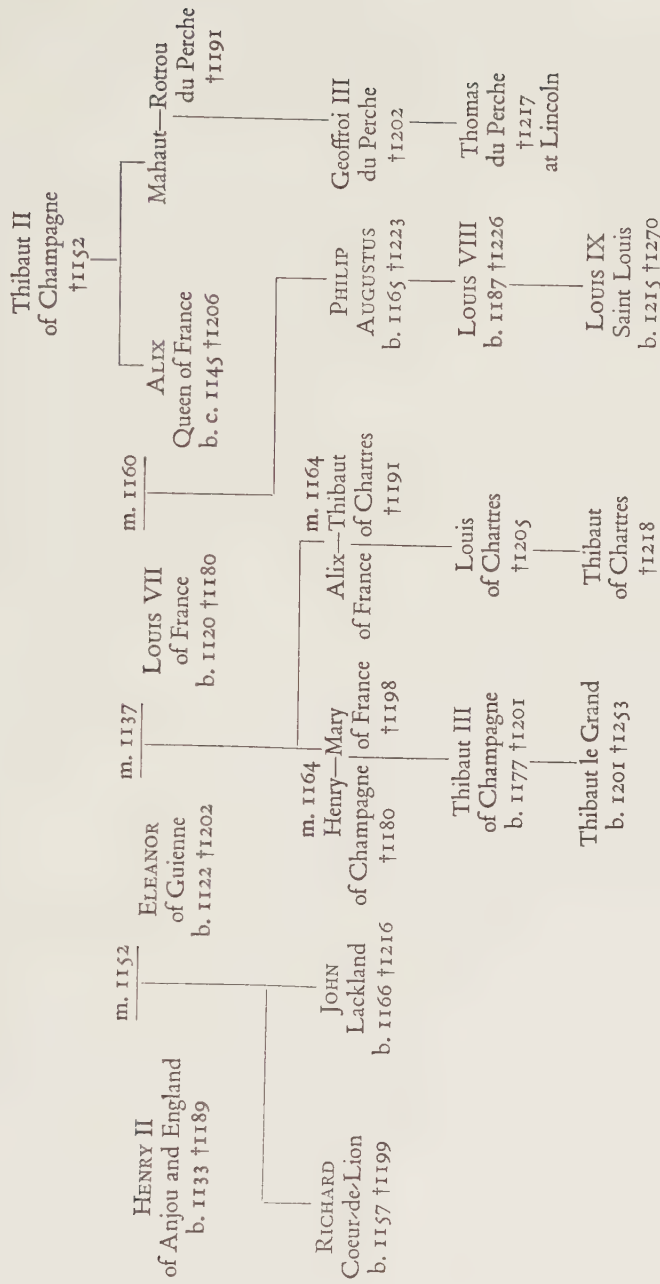 Thibaut II
of Champagne
†1152
ALIX
Queen of France
b. c. 1145 †1206
Mahaut—Rotrou
du Perche
†1191
HENRY II
of Anjou and England
b. 1133 †1189
m. 1152
ELEANOR
of Guienne
b. 1122 †1202
m. 1137
LOUIS VII
of France
b. 1120 †1180
m. 1160
RICHARD
Coeur-de-Lion
b. 1157 †1199
JOHN
Lackland
b. 1166 †1216
m. 1164
Henry—Mary
of Champagne of France
†1180 †1198
m. 1164
Alix—Thibaut
of France of Chartres
†1191
PHILIP
AUGUSTUS
b. 1165 †1223
Geoffroi III
du Perche
†1202
Thibaut III
of Champagne
b. 1177 †1201
Louis
of Chartres
†1205
LOUIS VIII
b. 1187 †1226
Thomas
du Perche
†1217
at Lincoln
Thibaut le Grand
b. 1201 †1253
Thibaut
of Chartres
†1218
LOUIS IX
Saint Louis
b. 1215 †1270